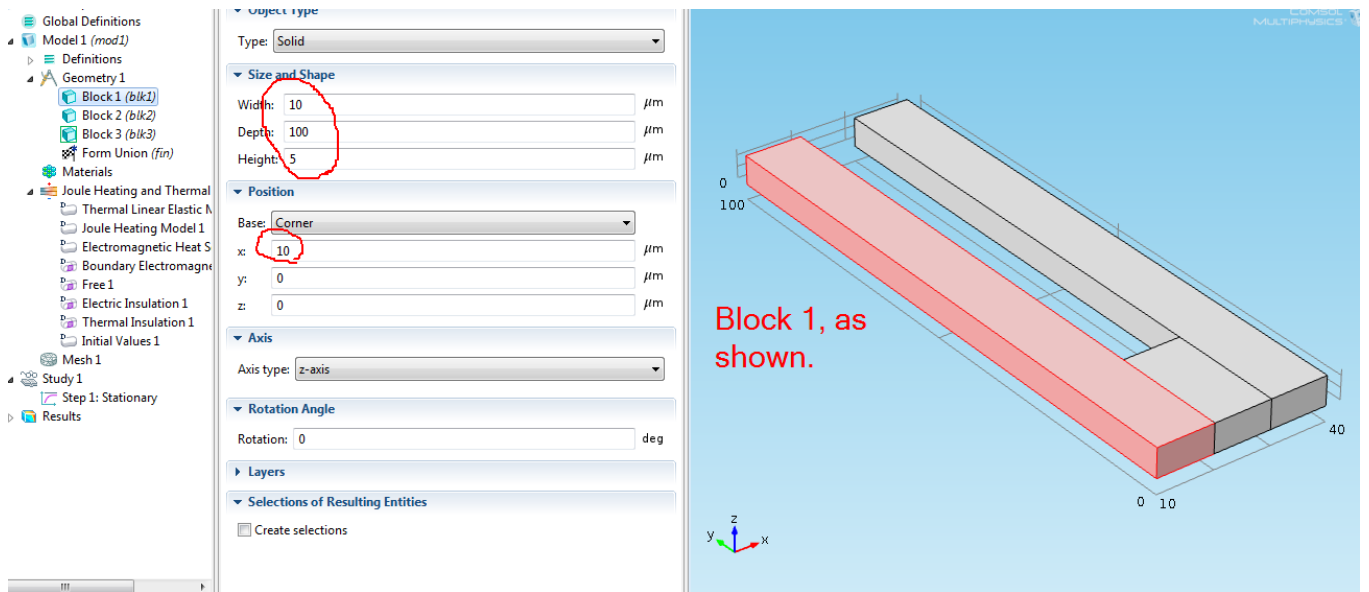 Global Definitions
Model 1 (mod1)
Definitions
Geometry 1
Block 1 (blk1)
Block 2 (blk2)
Block 3 (blk3)
Form Union (fin)
Materials
Joule Heating and Thermal
Thermal Linear Elastic M
Joule Heating Model 1
Electromagnetic Heat S
Boundary Electromagne
Free 1
Electric Insulation 1
Thermal Insulation 1
Initial Values 1
Mesh 1
Study 1
Step 1: Stationary
Results
Object Type
Type: Solid
Size and Shape
Width: 10 μm
Depth: 100 μm
Height: 5 μm
Position
Base: Corner
x: 10 μm
y: 0 μm
z: 0 μm
Axis
Axis type: z-axis
Rotation Angle
Rotation: 0 deg
Layers
Selections of Resulting Entities
Create selections
COMSOL
MULTIPHYSICS
0
100
Block 1, as
shown.
40
0 10
z
y x